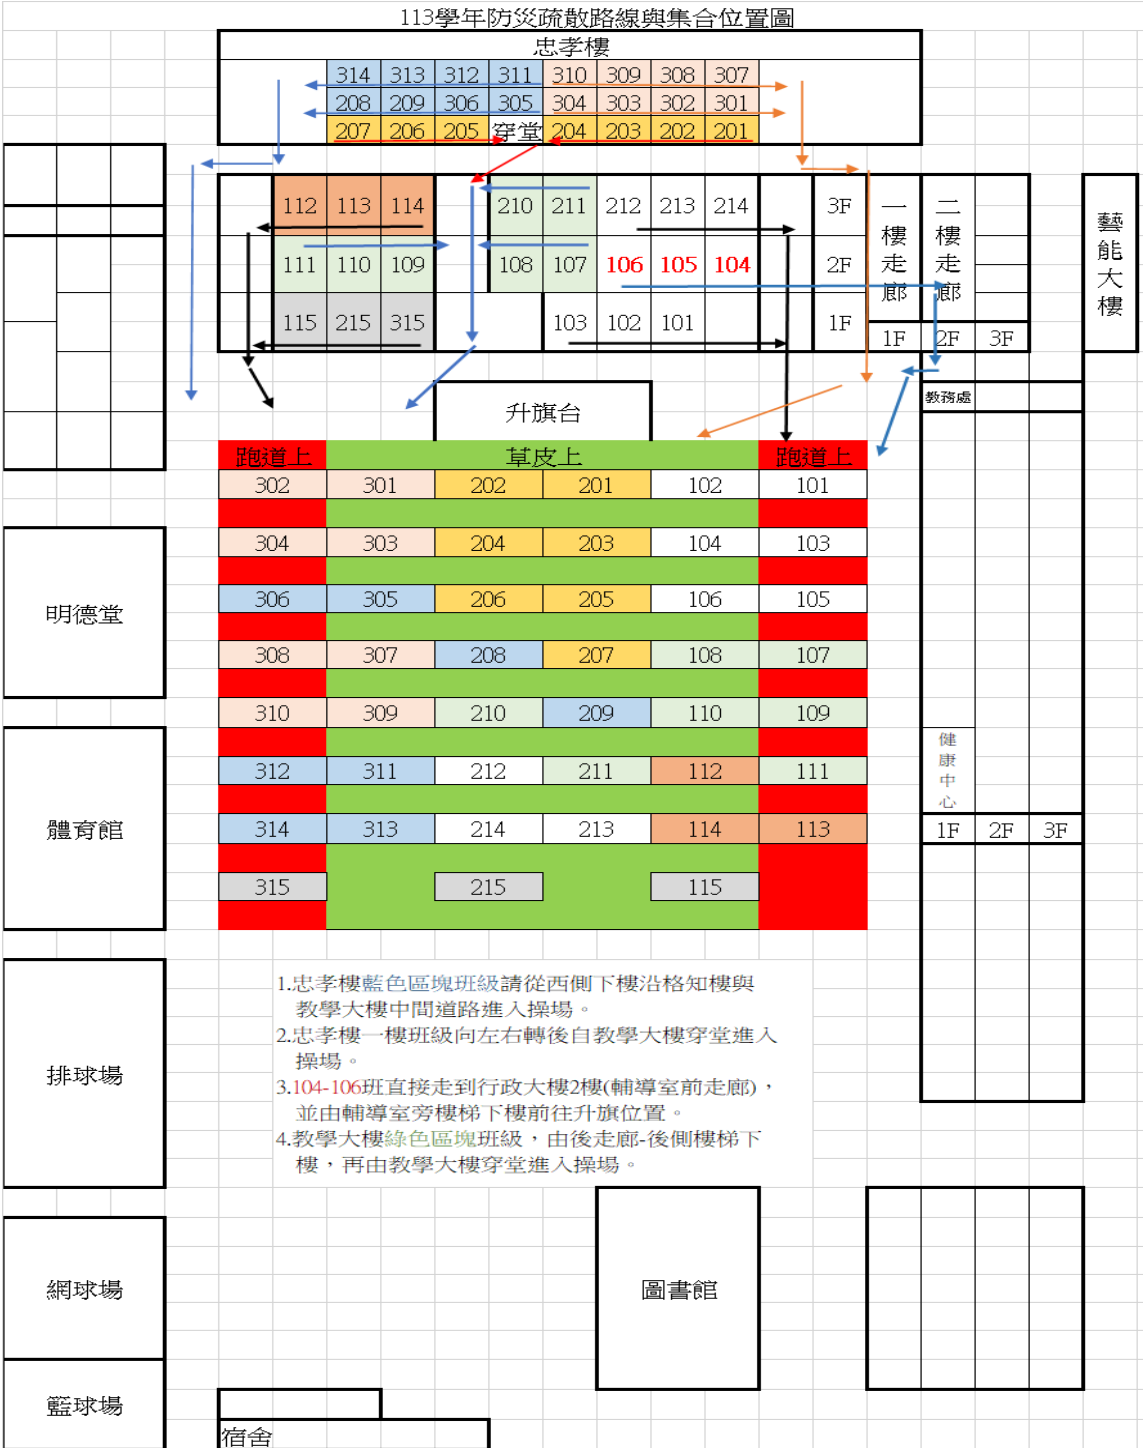 113學年防災疏散路線與集合位置圖
忠孝樓
314 313 312 311 310 309 308 307
208 209 306 305 304 303 302 301
207 206 205 穿堂 204 203 202 201
112 113 114 210 211 212 213 214 3F
111 110 109 108 107 106 105 104 2F
115 215 315 103 102 101 1F
一樓走廊
二樓走廊
1F 2F 3F
藝能大樓
教務處
升旗台
跑道上 草皮上 跑道上
302 301 202 201 102 101
304 303 204 203 104 103
306 305 206 205 106 105
308 307 208 207 108 107
310 309 210 209 110 109
312 311 212 211 112 111
314 313 214 213 114 113
315 215 115
明德堂
體育館
健康中心
1F 2F 3F
1.忠孝樓藍色區塊班級請從西側下樓沿格知樓與
教學大樓中間道路進入操場。
2.忠孝樓一樓班級向左右轉後自教學大樓穿堂進入
操場。
3.104-106班直接走到行政大樓2樓(輔導室前走廊)，
並由輔導室旁樓梯下樓前往升旗位置。
4.教學大樓綠色區塊班級，由後走廊-後側樓梯下
樓，再由教學大樓穿堂進入操場。
排球場
網球場
圖書館
籃球場
宿舍